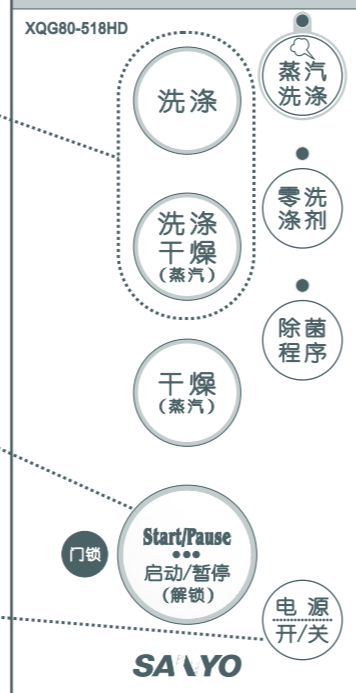 XQG80-518HD
洗涤
蒸汽
洗涤
洗涤
干燥
(蒸汽)
零洗
涤剂
除菌
程序
干燥
(蒸汽)
门锁
Start/Pause
启动/暂停
(解锁)
电源
开/关
SANYO